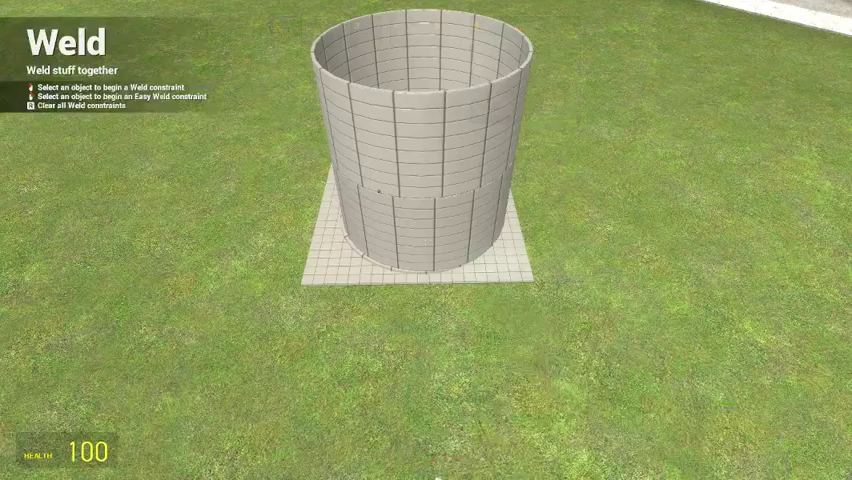 Weld
Weld stuff together
Select an object to begin a Weld constraint
Select an object to begin an Easy Weld constraint
R Clear all Weld constraints
HEALTH 100